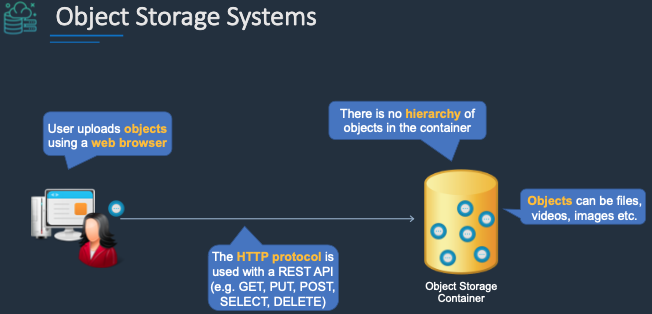 Object Storage Systems
User uploads objects
using a web browser
There is no hierarchy of
objects in the container
Objects can be files,
videos, images etc.
The HTTP protocol is
used with a REST API
(e.g. GET, PUT, POST,
SELECT, DELETE)
Object Storage
Container